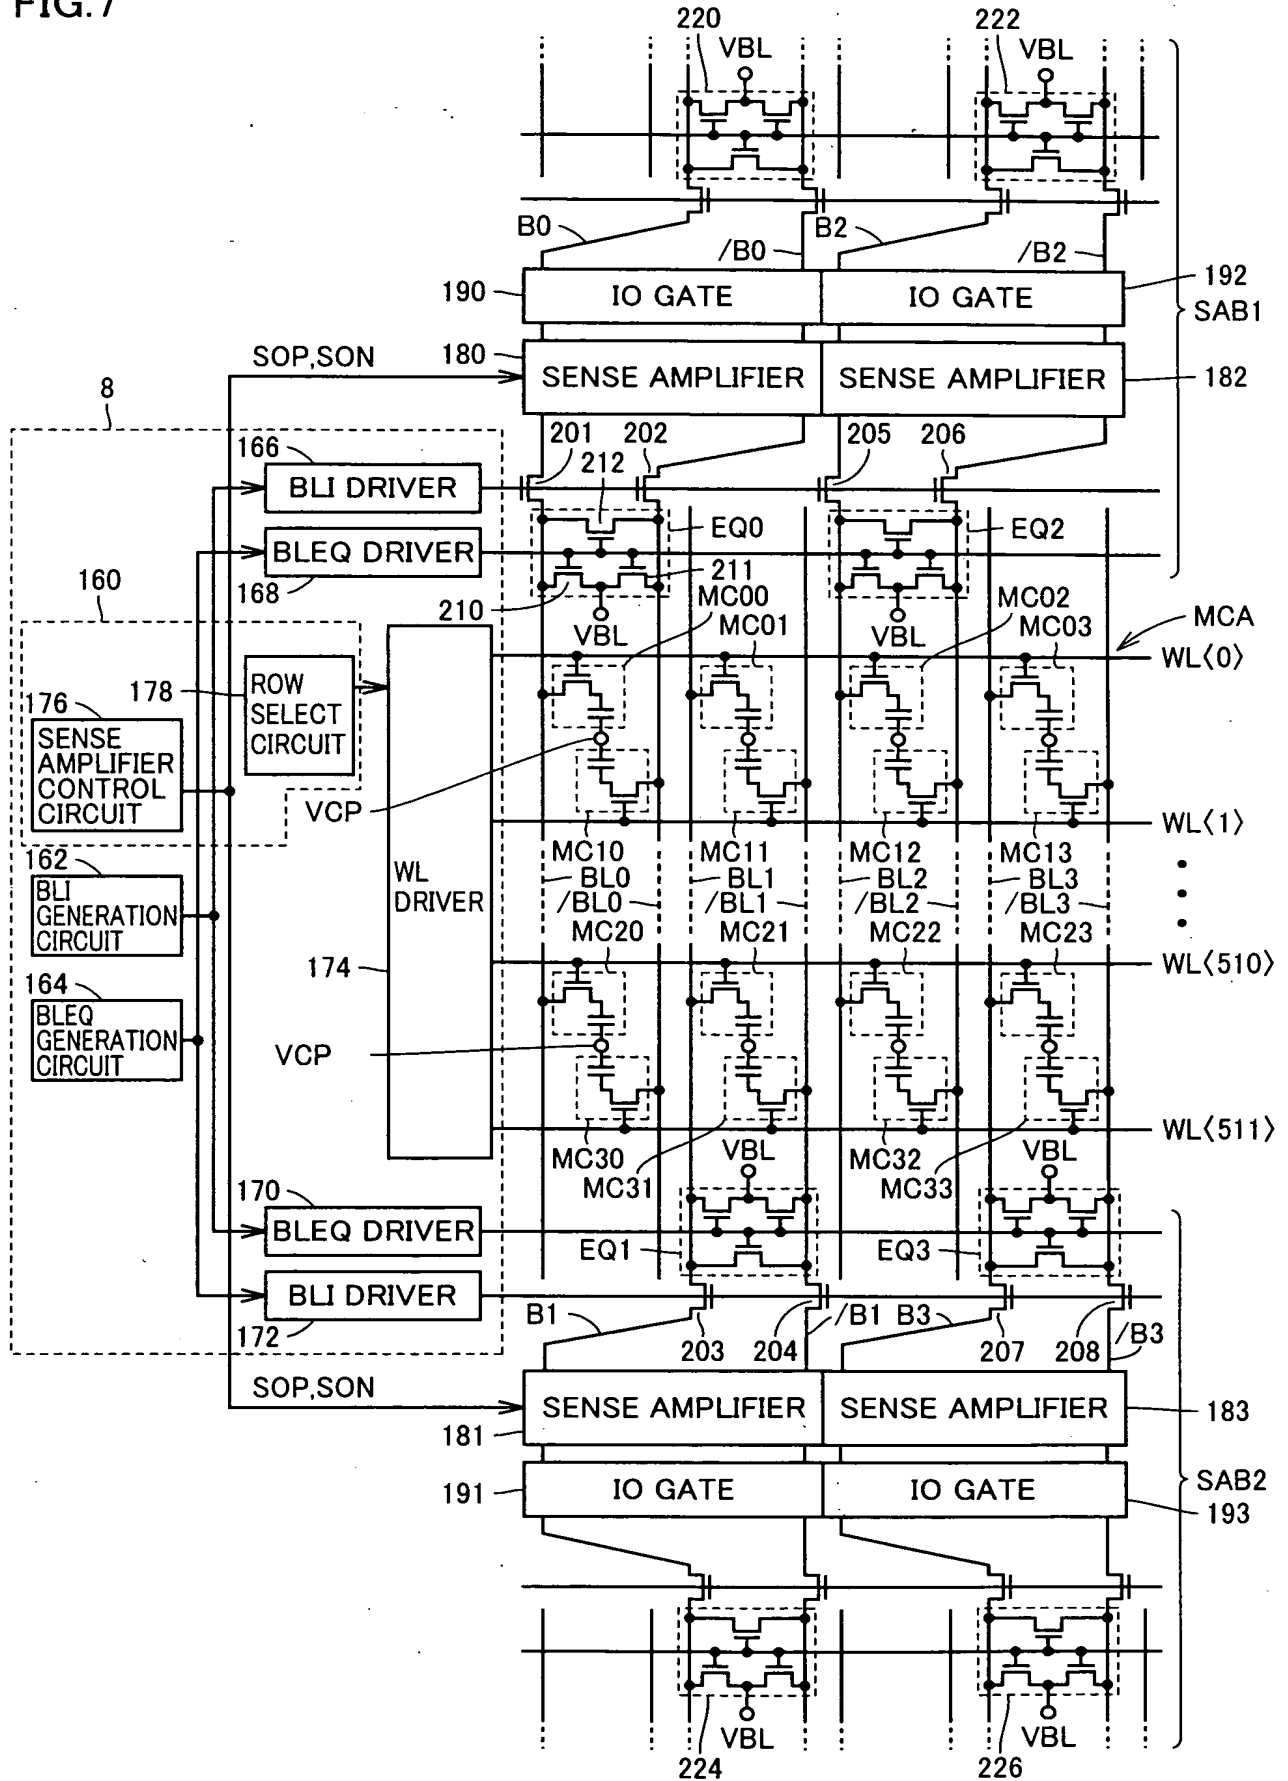 FIG.7
220
222
VBL
VBL
B0
/B0
B2
/B2
190
IO GATE
IO GATE
192
SAB1
SOP,SON
180
SENSE AMPLIFIER
SENSE AMPLIFIER
182
8
166
BLI DRIVER
201
202
205
206
212
EQ0
EQ2
BLEQ DRIVER
168
211
210
VBL
VBL
160
MC00
MC01
MC02
MC03
MCA
WL⟨0⟩
178
ROW
SELECT
CIRCUIT
176
SENSE
AMPLIFIER
CONTROL
CIRCUIT
VCP
WL⟨1⟩
MC10
MC11
MC12
MC13
162
BLI
GENERATION
CIRCUIT
WL
DRIVER
BL0
BL1
BL2
BL3
/BL0
/BL1
/BL2
/BL3
MC20
MC21
MC22
MC23
174
WL⟨510⟩
164
BLEQ
GENERATION
CIRCUIT
VCP
WL⟨511⟩
MC30
MC31
MC32
MC33
VBL
VBL
170
BLEQ DRIVER
EQ1
EQ3
BLI DRIVER
172
B1
203
204
/B1
B3
207
208
/B3
SOP,SON
181
SENSE AMPLIFIER
SENSE AMPLIFIER
183
191
IO GATE
IO GATE
193
SAB2
VBL
VBL
224
226